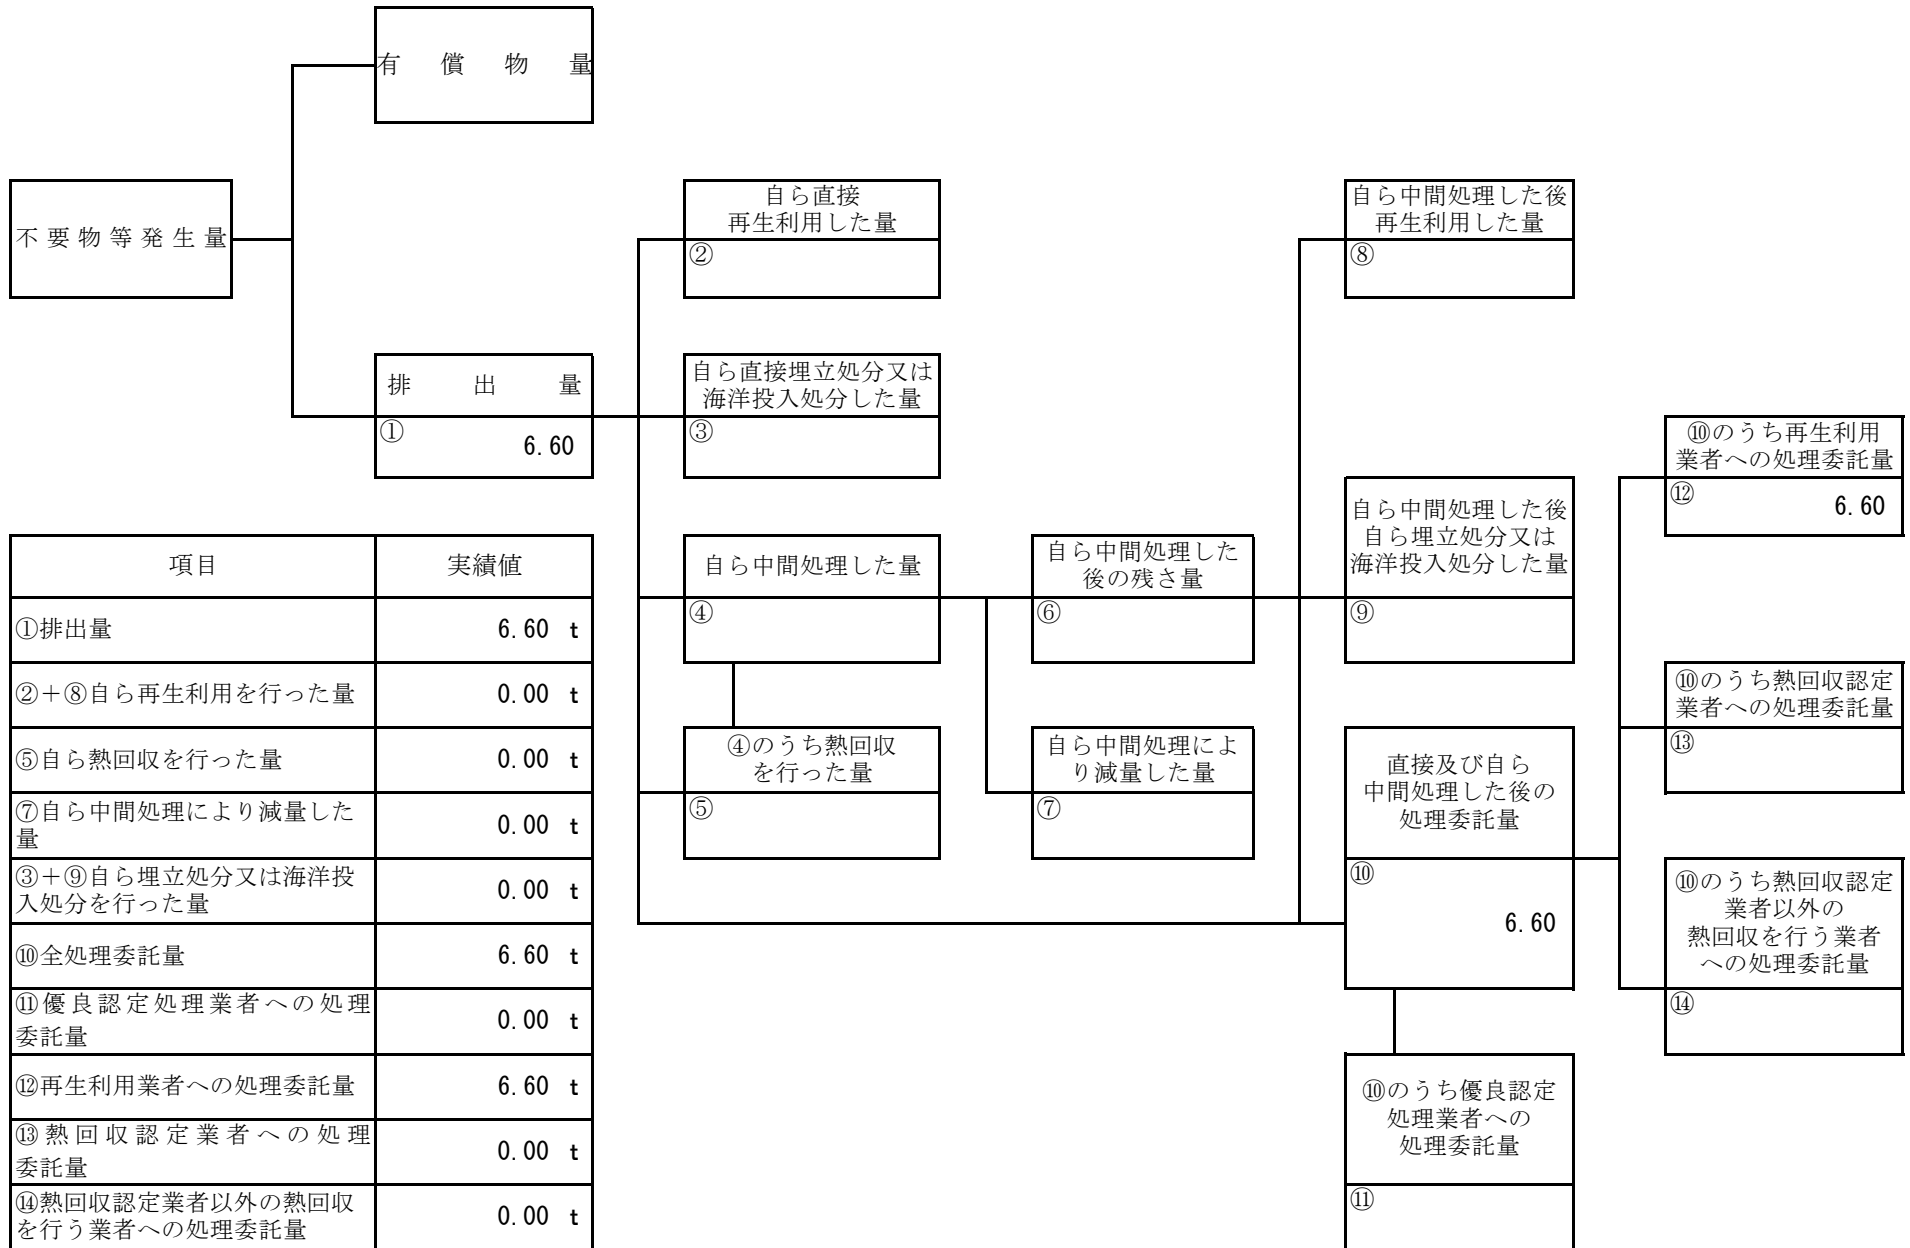 有償物量
不要物等発生量
排出量
①
6.60
自ら直接
再生利用した量
②
自ら直接埋立処分又は
海洋投入処分した量
③
自ら中間処理した量
④
④のうち熱回収
を行った量
⑤
自ら中間処理した
後の残さ量
⑥
自ら中間処理によ
り減量した量
⑦
自ら中間処理した後
再生利用した量
⑧
自ら中間処理した後
自ら埋立処分又は
海洋投入処分した量
⑨
直接及び自ら
中間処理した後の
処理委託量
⑩
6.60
⑩のうち優良認定
処理業者への
処理委託量
⑪
⑩のうち再生利用
業者への処理委託量
⑫
6.60
⑩のうち熱回収認定
業者への処理委託量
⑬
⑩のうち熱回収認定
業者以外の
熱回収を行う業者
への処理委託量
⑭
項目 実績値
①排出量 6.60 t
②＋⑧自ら再生利用を行った量 0.00 t
⑤自ら熱回収を行った量 0.00 t
⑦自ら中間処理により減量した
量 0.00 t
③＋⑨自ら埋立処分又は海洋投
入処分を行った量 0.00 t
⑩全処理委託量 6.60 t
⑪優良認定処理業者への処理
委託量 0.00 t
⑫再生利用業者への処理委託量 6.60 t
⑬熱回収認定業者への処理
委託量 0.00 t
⑭熱回収認定業者以外の熱回収
を行う業者への処理委託量 0.00 t